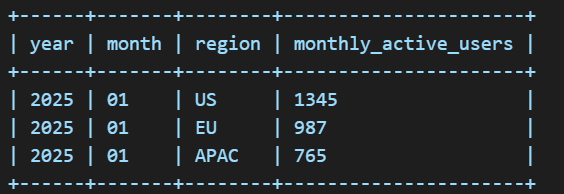 +------+-------+--------+----------------------+
| year | month | region | monthly_active_users |
+------+-------+--------+----------------------+
| 2025 | 01    | US     | 1345                 |
| 2025 | 01    | EU     | 987                  |
| 2025 | 01    | APAC   | 765                  |
+------+-------+--------+----------------------+